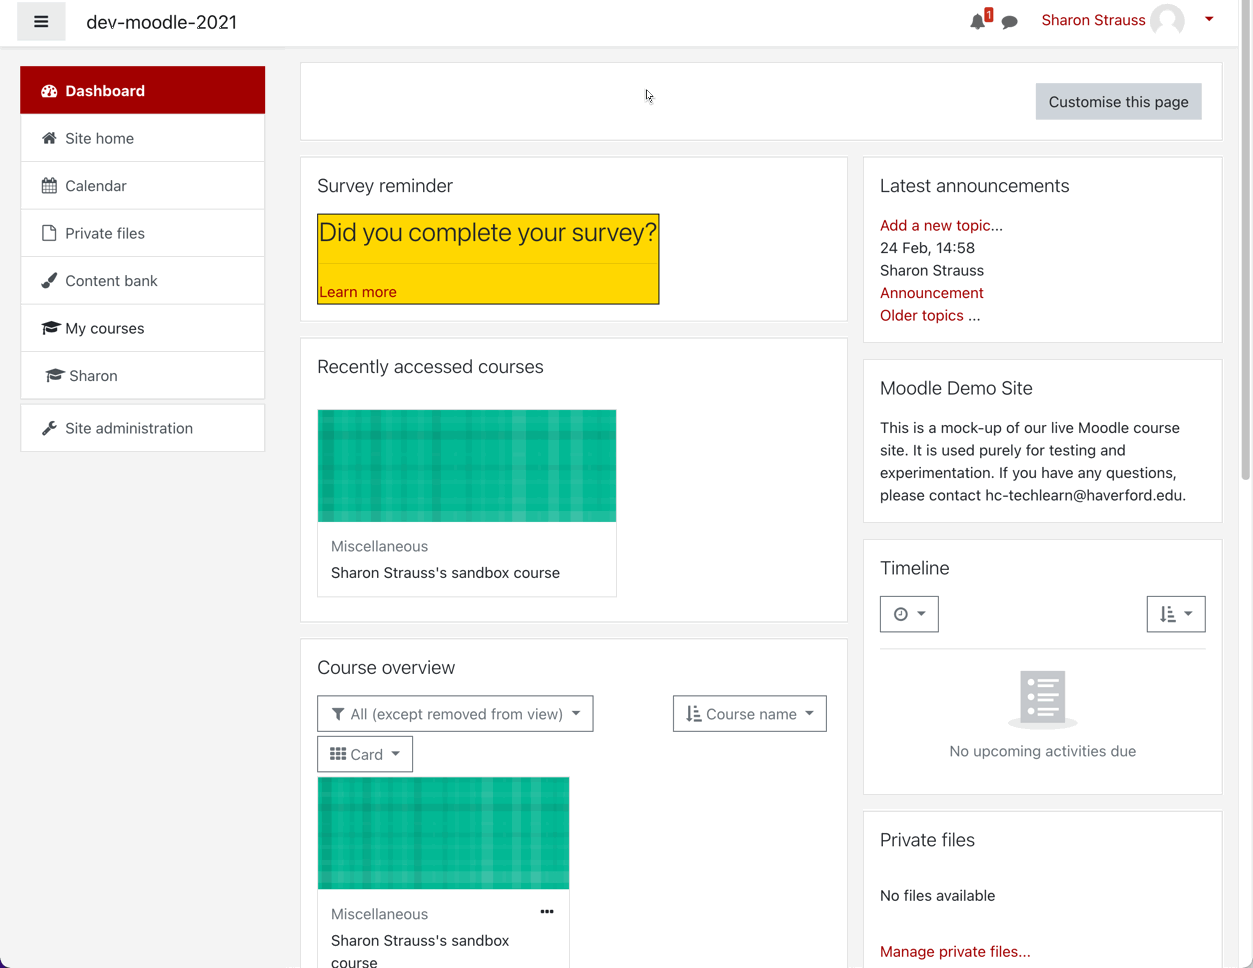 dev-moodle-2021
1
Sharon Strauss
Dashboard
Site home
Calendar
Private files
Content bank
My courses
Sharon
Site administration
Customise this page
Survey reminder
Did you complete your survey?
Learn more
Recently accessed courses
Miscellaneous
Sharon Strauss's sandbox course
Course overview
All (except removed from view)
Course name
Card
Miscellaneous
Sharon Strauss's sandbox
course
Latest announcements
Add a new topic...
24 Feb, 14:58
Sharon Strauss
Announcement
Older topics ...
Moodle Demo Site
This is a mock-up of our live Moodle course
site. It is used purely for testing and
experimentation. If you have any questions,
please contact hc-techlearn@haverford.edu.
Timeline
No upcoming activities due
Private files
No files available
Manage private files...